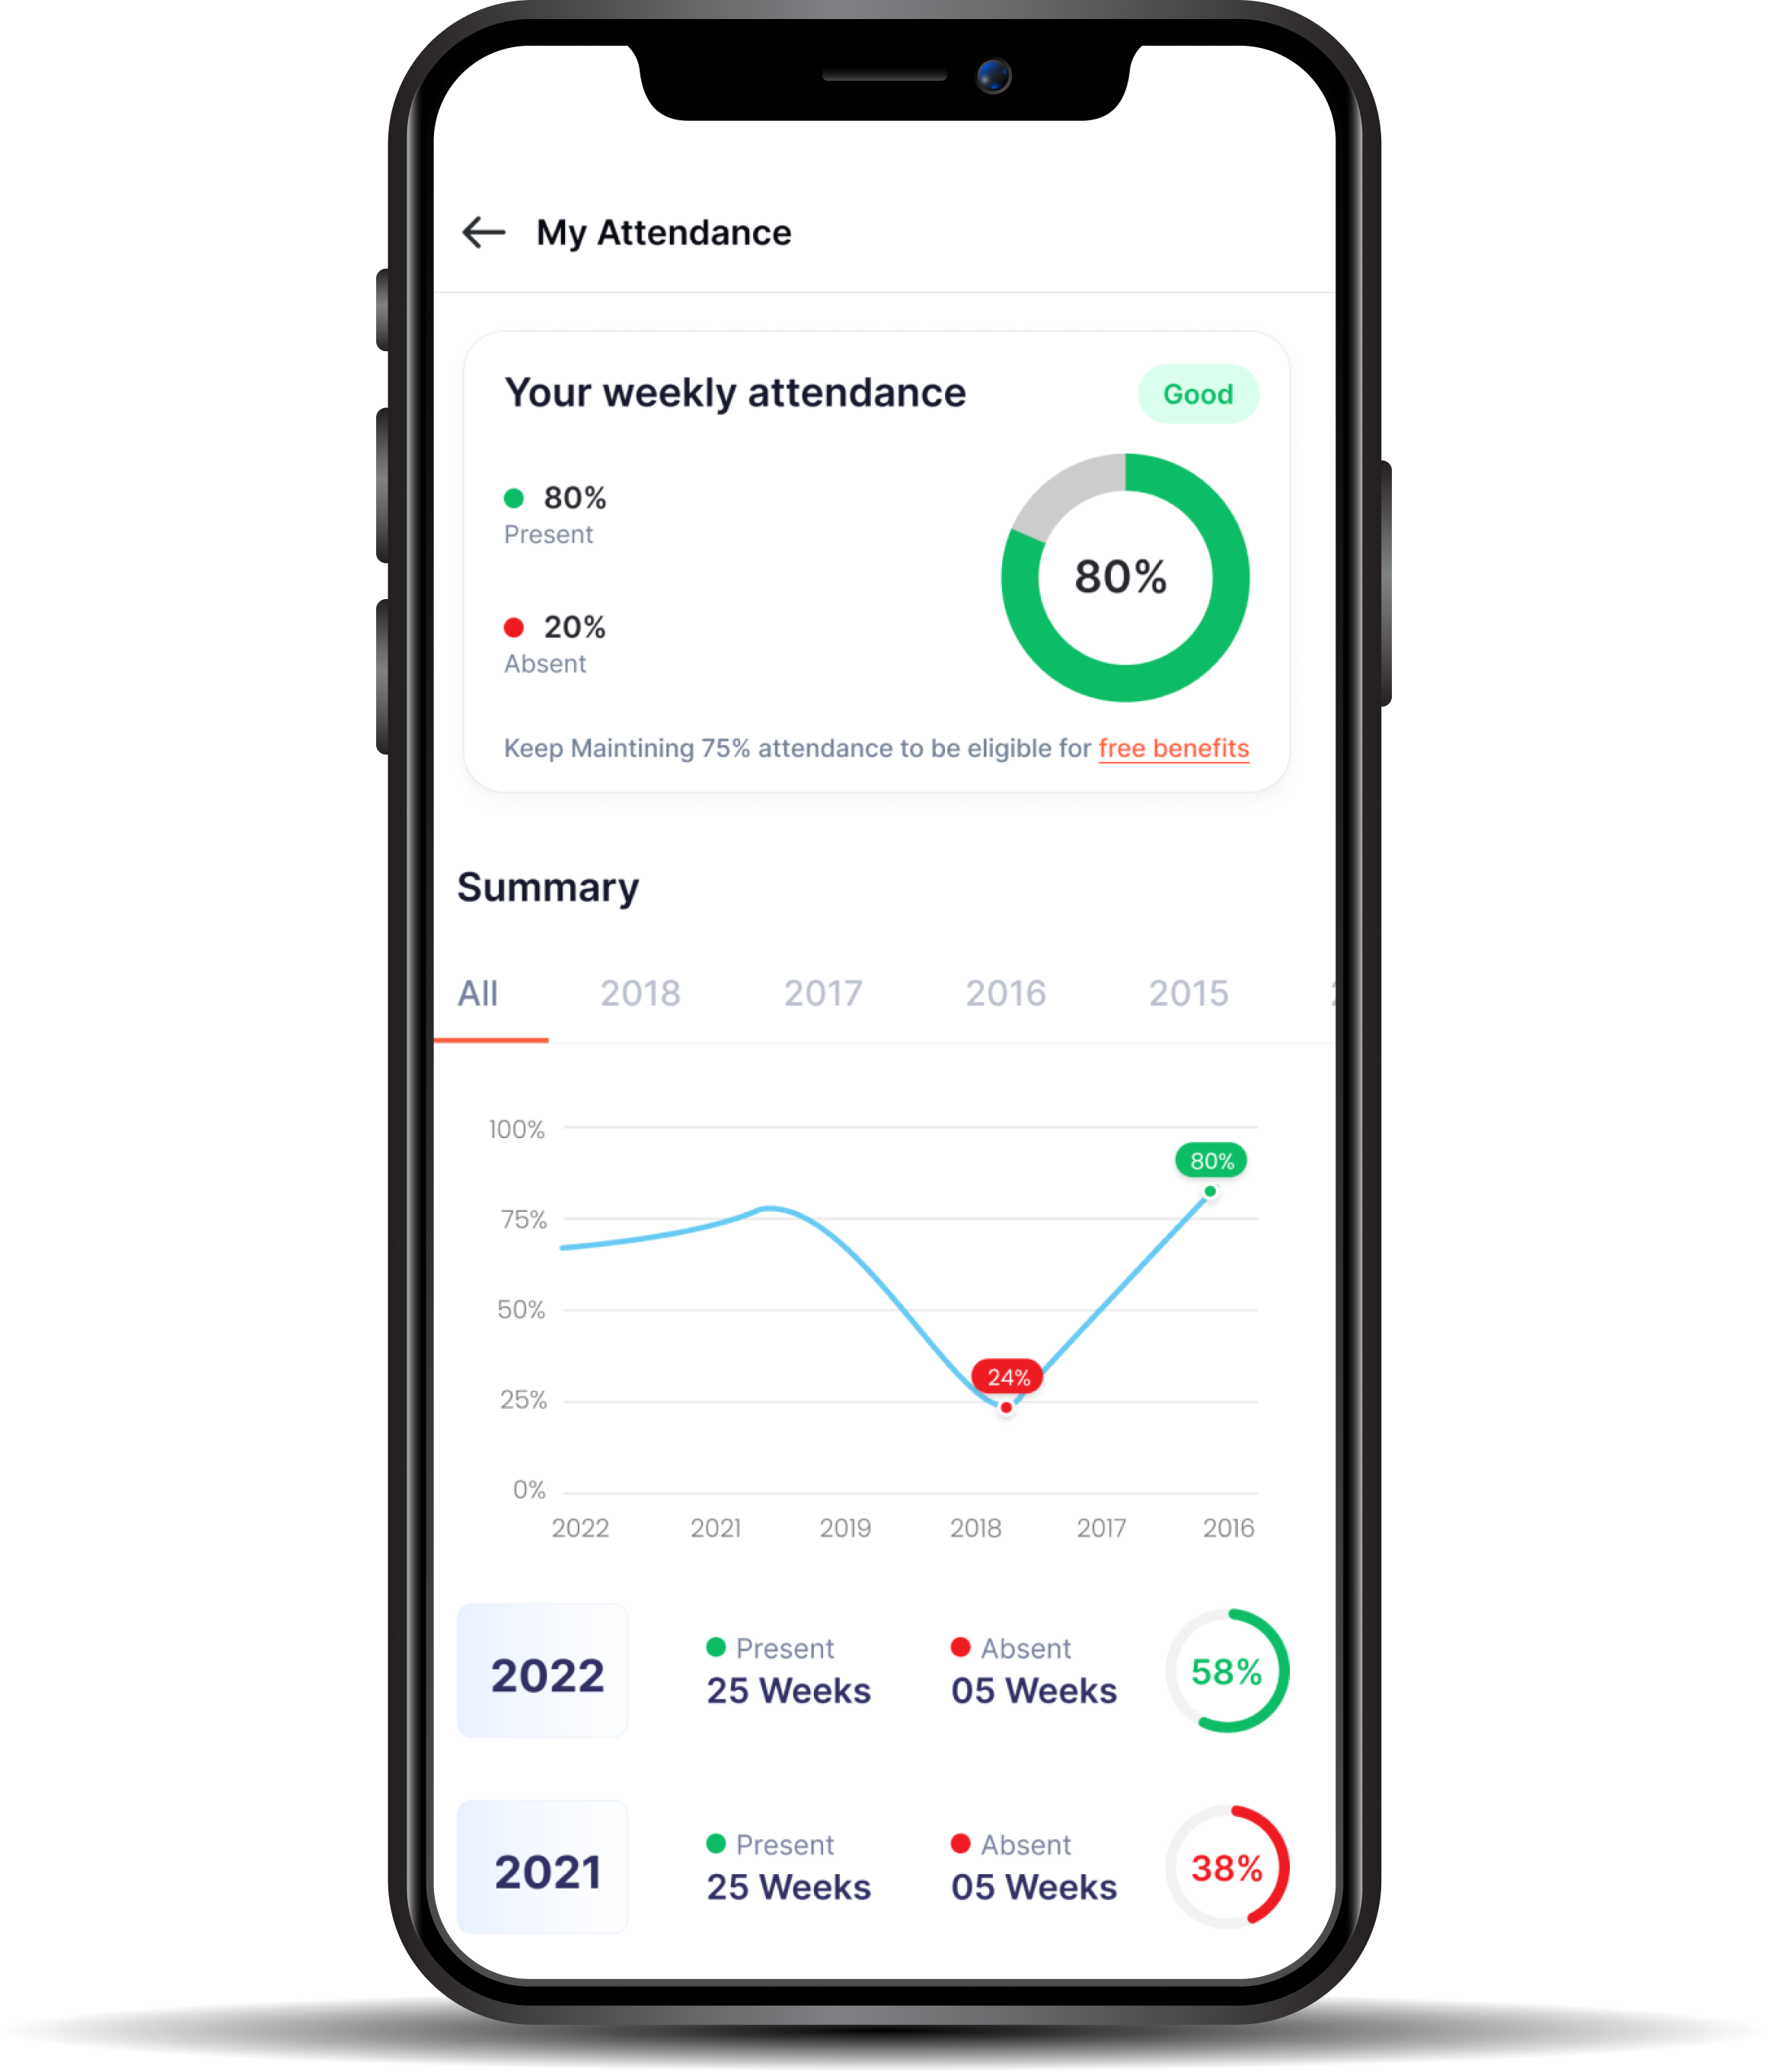 My Attendance
Your weekly attendance
Good
80%
Present
80%
20%
Absent
Keep Maintining 75% attendance to be eligible for free benefits
Summary
All 2018 2017 2016 2015
100%
80%
75%
50%
24%
25%
0%
2022 2021 2019 2018 2017 2016
2022
Present
25 Weeks
Absent
05 Weeks
58%
2021
Present
25 Weeks
Absent
05 Weeks
38%